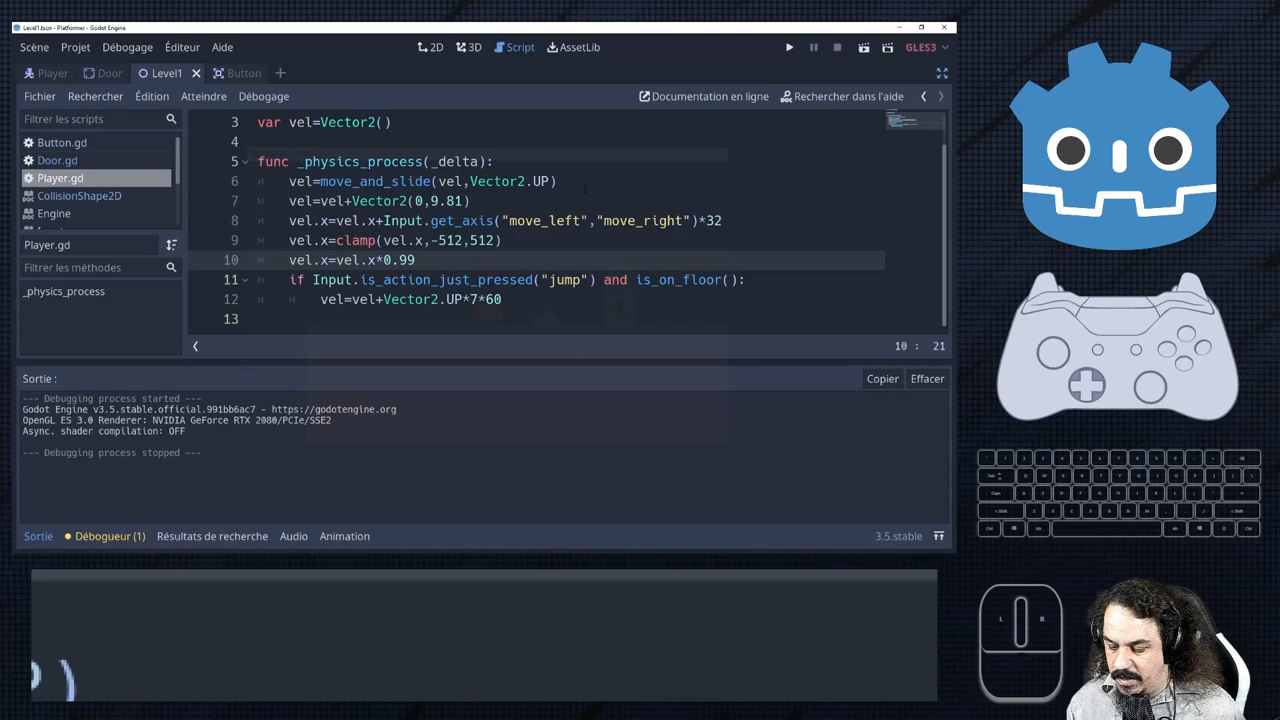 Level1.tscn - Platformer - Godot Engine
Scène Projet Débogage Éditeur Aide
2D 3D Script AssetLib
GLES3
Player Door Level1 Button
Fichier Rechercher Édition Atteindre Débogage
Documentation en ligne Rechercher dans l'aide
Filtrer les scripts
Button.gd
Door.gd
Player.gd
CollisionShape2D
Engine
Player.gd
Filtrer les méthodes
_physics_process
3 var vel=Vector2()
4
5 func _physics_process(_delta):
6 vel=move_and_slide(vel,Vector2.UP)
7 vel=vel+Vector2(0,9.81)
8 vel.x=vel.x+Input.get_axis("move_left","move_right")*32
9 vel.x=clamp(vel.x,-512,512)
10 vel.x=vel.x*0.99
11 if Input.is_action_just_pressed("jump") and is_on_floor():
12 vel=vel+Vector2.UP*7*60
13
10 : 21
Sortie :
Copier Effacer
--- Debugging process started ---
Godot Engine v3.5.stable.official.991bb6ac7 - https://godotengine.org
OpenGL ES 3.0 Renderer: NVIDIA GeForce RTX 2080/PCIe/SSE2
Async. shader compilation: OFF
--- Debugging process stopped ---
Sortie Débogueur (1) Résultats de recherche Audio Animation
3.5.stable
L R